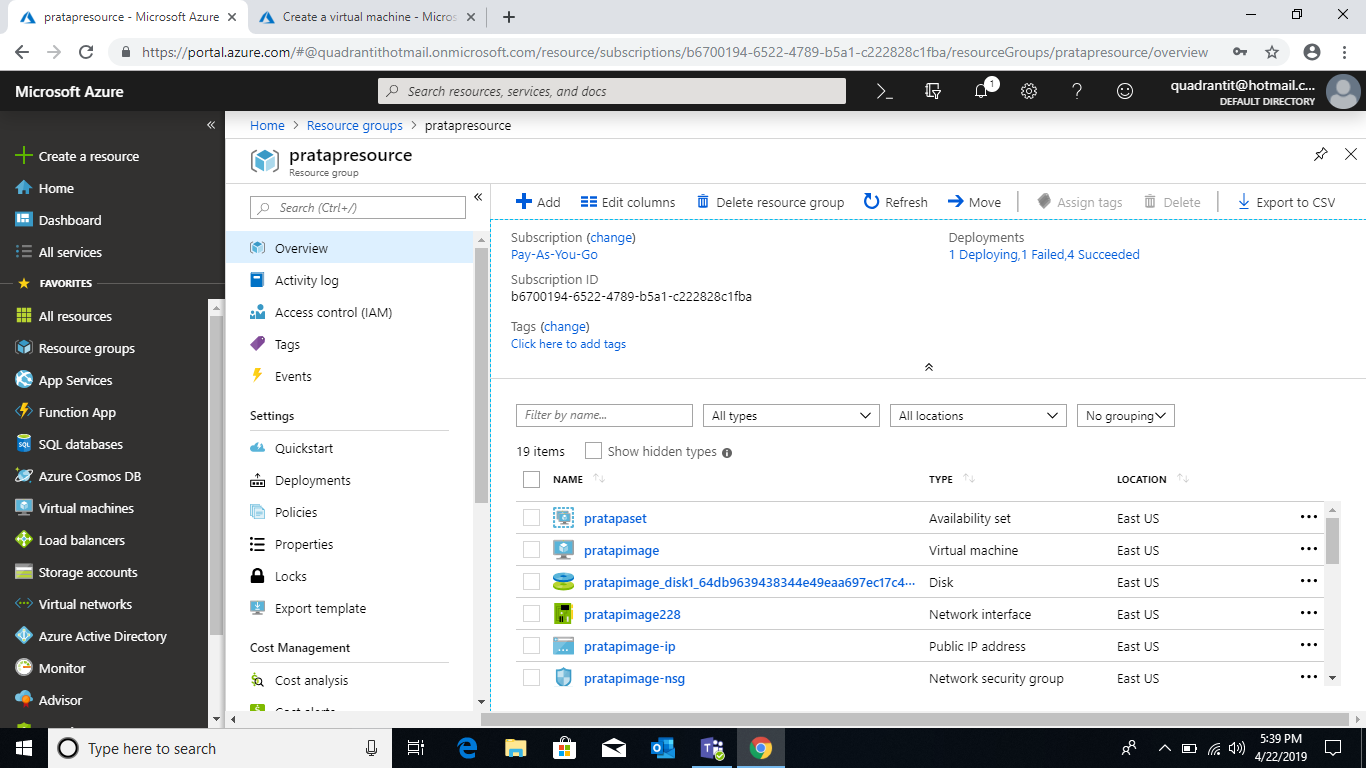 pratapresource - Microsoft Azure
Create a virtual machine - Micros
https://portal.azure.com/#@quadrantithotmail.onmicrosoft.com/resource/subscriptions/b6700194-6522-4789-b5a1-c222828c1fba/resourceGroups/pratapresource/overview
Microsoft Azure
Search resources, services, and docs
1
quadrantit@hotmail.c...
DEFAULT DIRECTORY
Create a resource
Home
Dashboard
All services
FAVORITES
All resources
Resource groups
App Services
Function App
SQL databases
Azure Cosmos DB
Virtual machines
Load balancers
Storage accounts
Virtual networks
Azure Active Directory
Monitor
Advisor
Home > Resource groups > pratapresource
pratapresource
Resource group
Search (Ctrl+/)
Overview
Activity log
Access control (IAM)
Tags
Events
Settings
Quickstart
Deployments
Policies
Properties
Locks
Export template
Cost Management
Cost analysis
Cost alerts
Add Edit columns Delete resource group Refresh Move Assign tags Delete Export to CSV
Subscription (change)
Pay-As-You-Go
Subscription ID
b6700194-6522-4789-b5a1-c222828c1fba
Tags (change)
Click here to add tags
Deployments
1 Deploying,1 Failed,4 Succeeded
Filter by name... All types All locations No grouping
19 items Show hidden types
NAME TYPE LOCATION
pratapaset Availability set East US
pratapimage Virtual machine East US
pratapimage_disk1_64db9639438344e49eaa697ec17c4... Disk East US
pratapimage228 Network interface East US
pratapimage-ip Public IP address East US
pratapimage-nsg Network security group East US
Type here to search
5:39 PM
4/22/2019